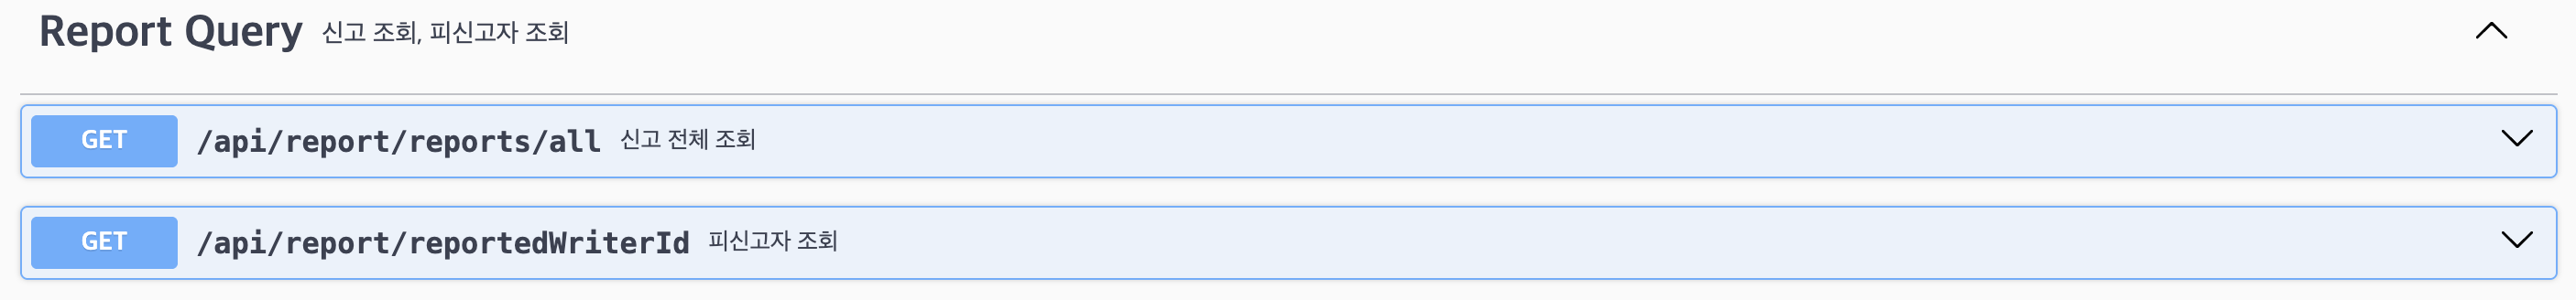 Report Query 신고 조회, 피신고자 조회
GET /api/report/reports/all 신고 전체 조회
GET /api/report/reportedWriterId 피신고자 조회